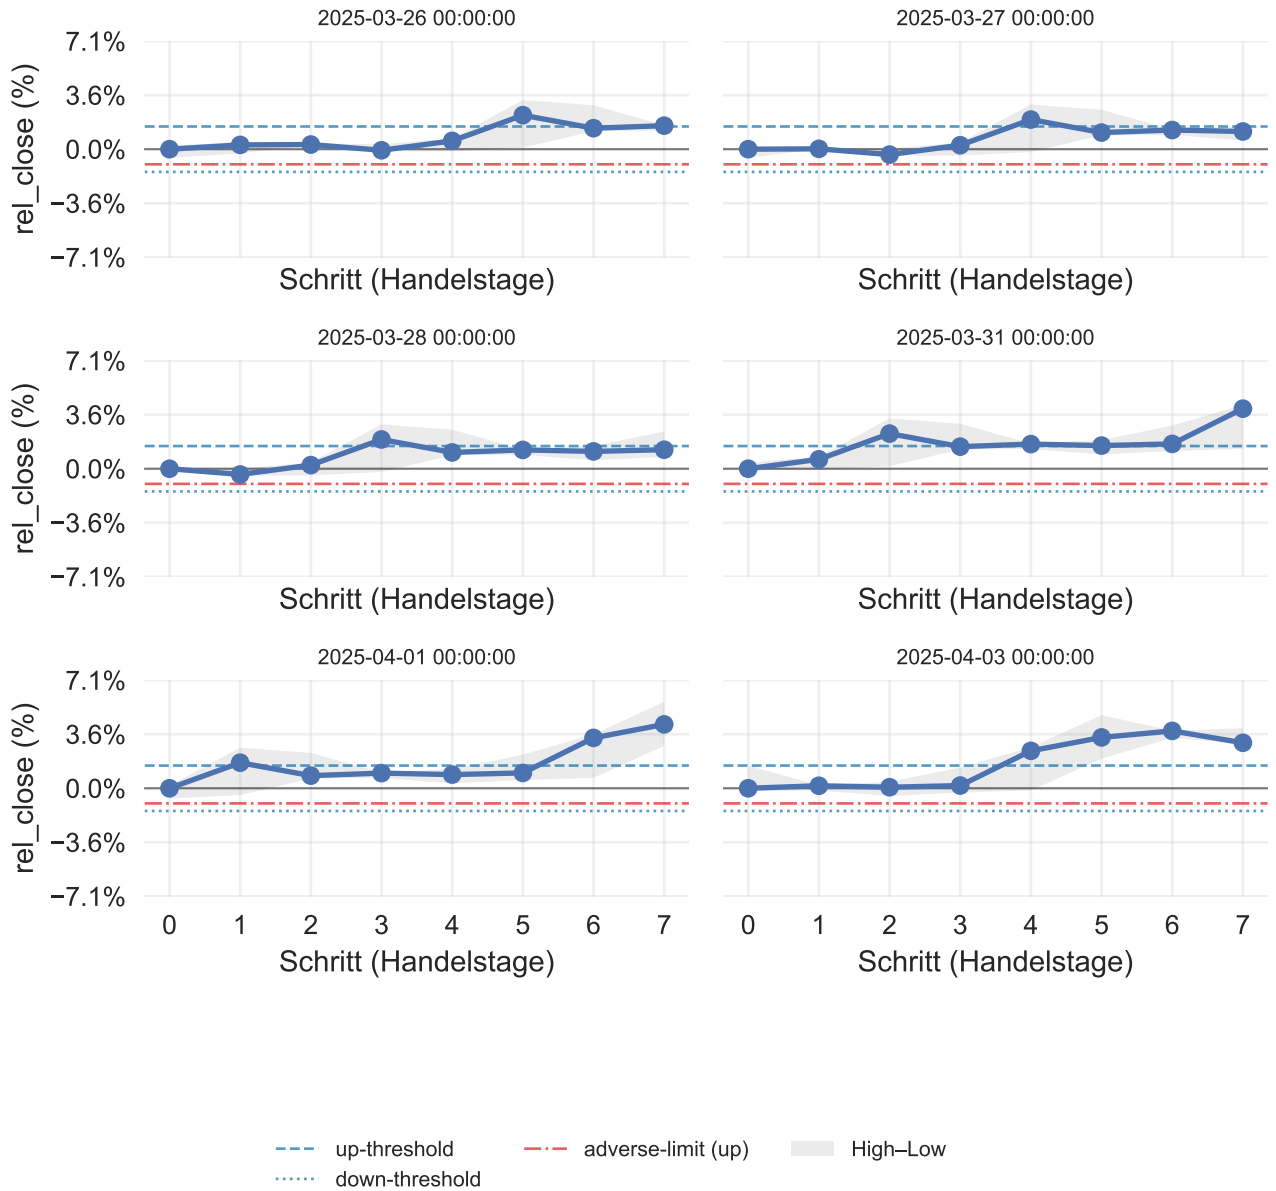 2025-03-26 00:00:00
2025-03-27 00:00:00
7.1%
3.6%
0.0%
−3.6%
−7.1%
rel_close (%)
Schritt (Handelstage)
Schritt (Handelstage)
2025-03-28 00:00:00
2025-03-31 00:00:00
7.1%
3.6%
0.0%
−3.6%
−7.1%
rel_close (%)
Schritt (Handelstage)
Schritt (Handelstage)
2025-04-01 00:00:00
2025-04-03 00:00:00
7.1%
3.6%
0.0%
−3.6%
−7.1%
rel_close (%)
0 1 2 3 4 5 6 7
0 1 2 3 4 5 6 7
Schritt (Handelstage)
Schritt (Handelstage)
up-threshold
adverse-limit (up)
High–Low
down-threshold